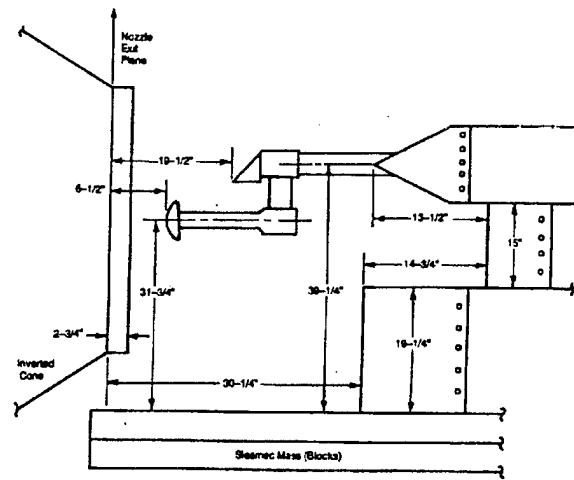 Nozzle
Exit
Plane
19-1/2"
6-1/2"
13-1/2"
15"
14-3/4"
31-3/4"
39-1/4"
2-3/4"
19-1/4"
Inverted
Cone
30-1/4"
Mass (Blocks)